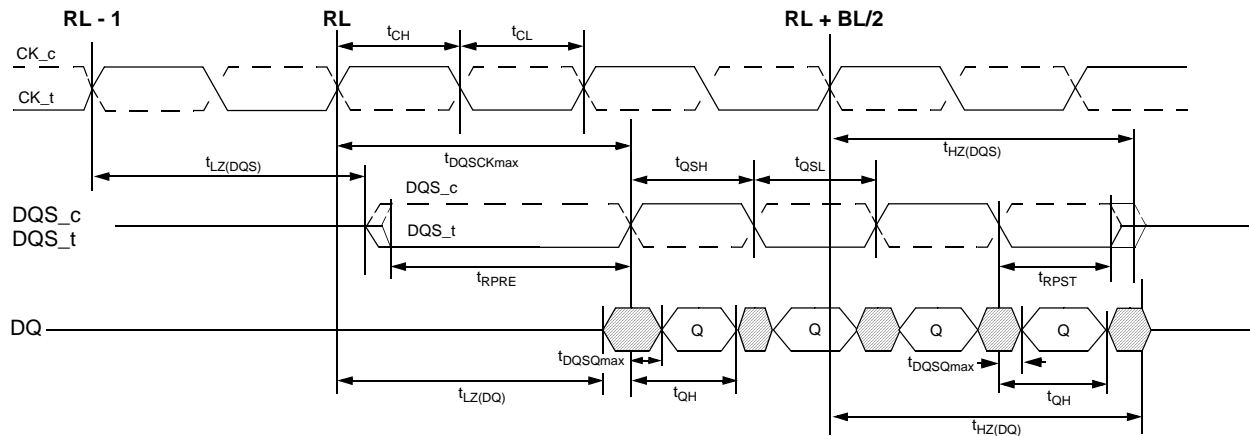 RL - 1
RL
RL + BL/2
tCH
tCL
CK_c
CK_t
tDQSCKmax
tHZ(DQS)
tLZ(DQS)
tQSH
tQSL
DQS_c
DQS_c
DQS_t
DQS_t
tRPRE
tRPST
DQ
Q
Q
Q
Q
tDQSQmax
tDQSQmax
tLZ(DQ)
tQH
tQH
tHZ(DQ)